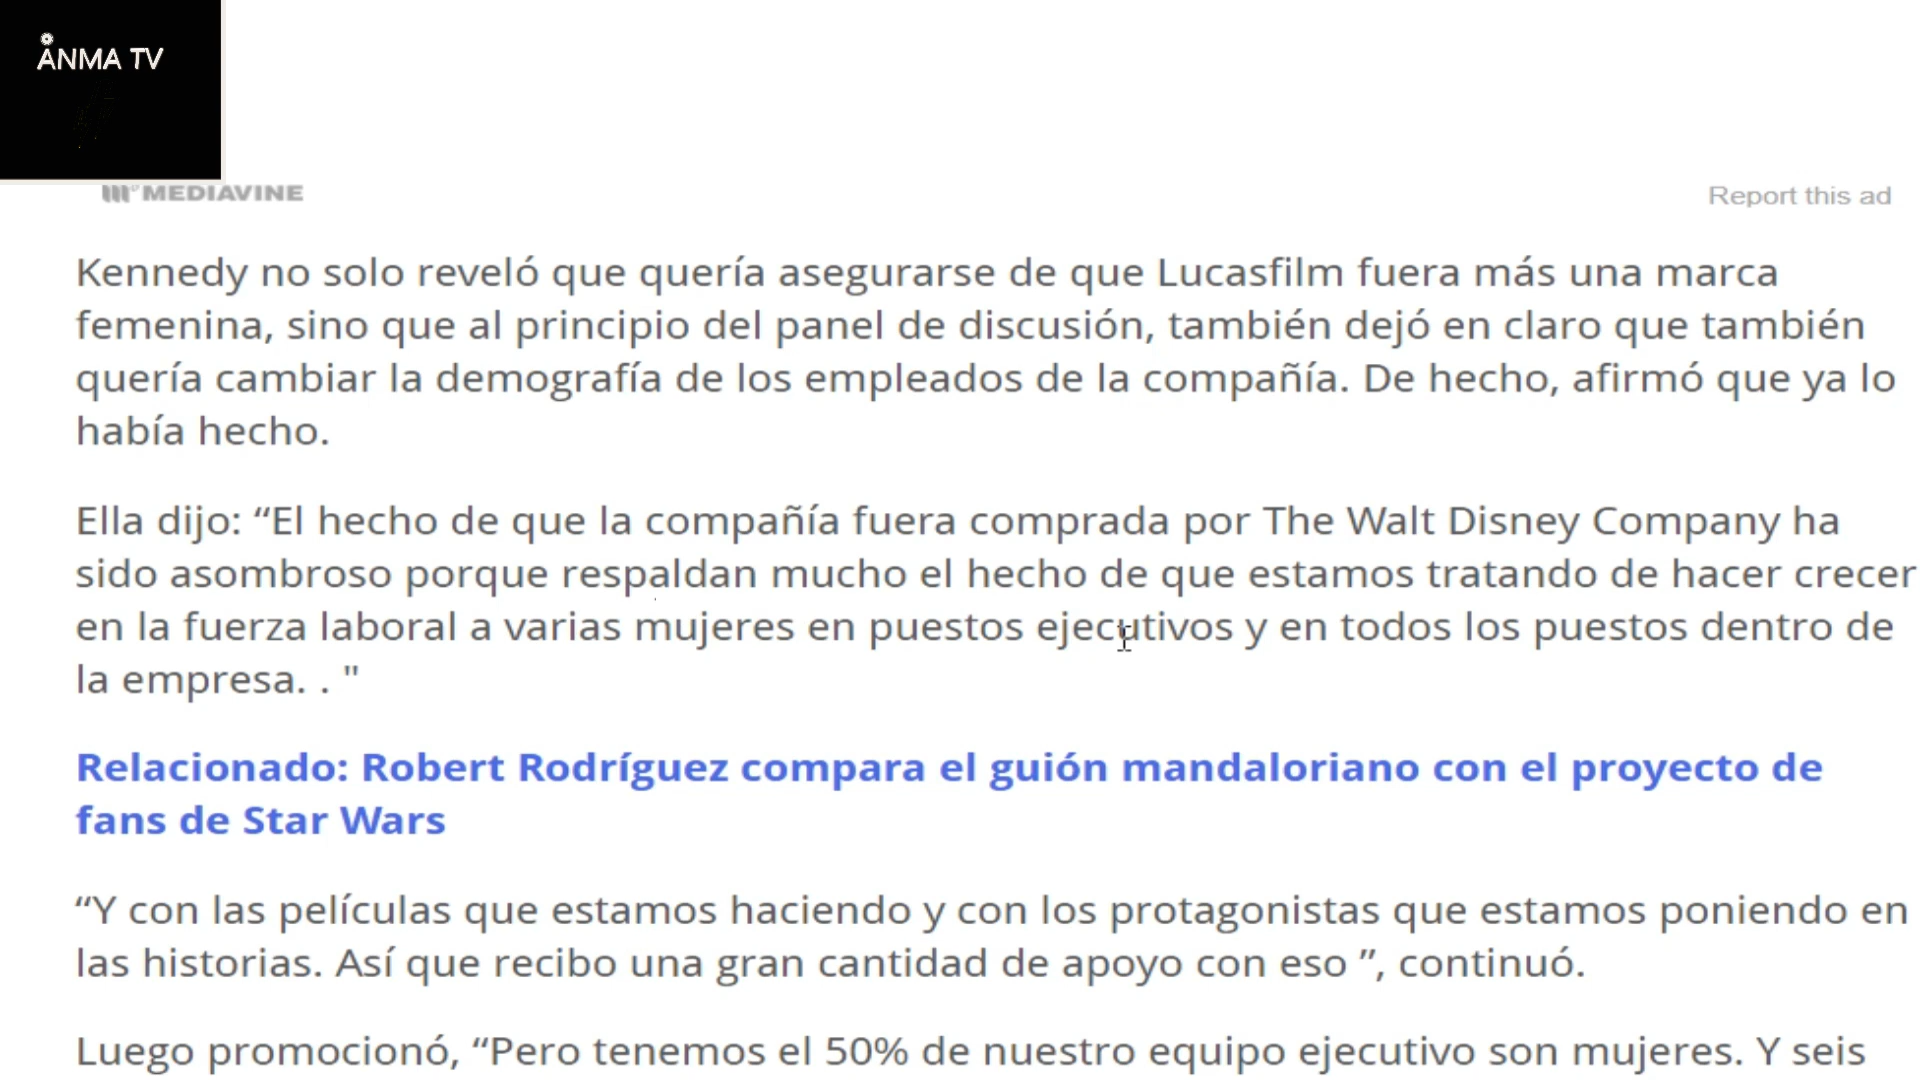 ÅNMA TV
MEDIAVINE
Report this ad
Kennedy no solo reveló que quería asegurarse de que Lucasfilm fuera más una marca
femenina, sino que al principio del panel de discusión, también dejó en claro que también
quería cambiar la demografía de los empleados de la compañía. De hecho, afirmó que ya lo
había hecho.
Ella dijo: “El hecho de que la compañía fuera comprada por The Walt Disney Company ha
sido asombroso porque respaldan mucho el hecho de que estamos tratando de hacer crecer
en la fuerza laboral a varias mujeres en puestos ejecutivos y en todos los puestos dentro de
la empresa. . "
Relacionado: Robert Rodríguez compara el guión mandaloriano con el proyecto de
fans de Star Wars
“Y con las películas que estamos haciendo y con los protagonistas que estamos poniendo en
las historias. Así que recibo una gran cantidad de apoyo con eso ”, continuó.
Luego promocionó, “Pero tenemos el 50% de nuestro equipo ejecutivo son mujeres. Y seis